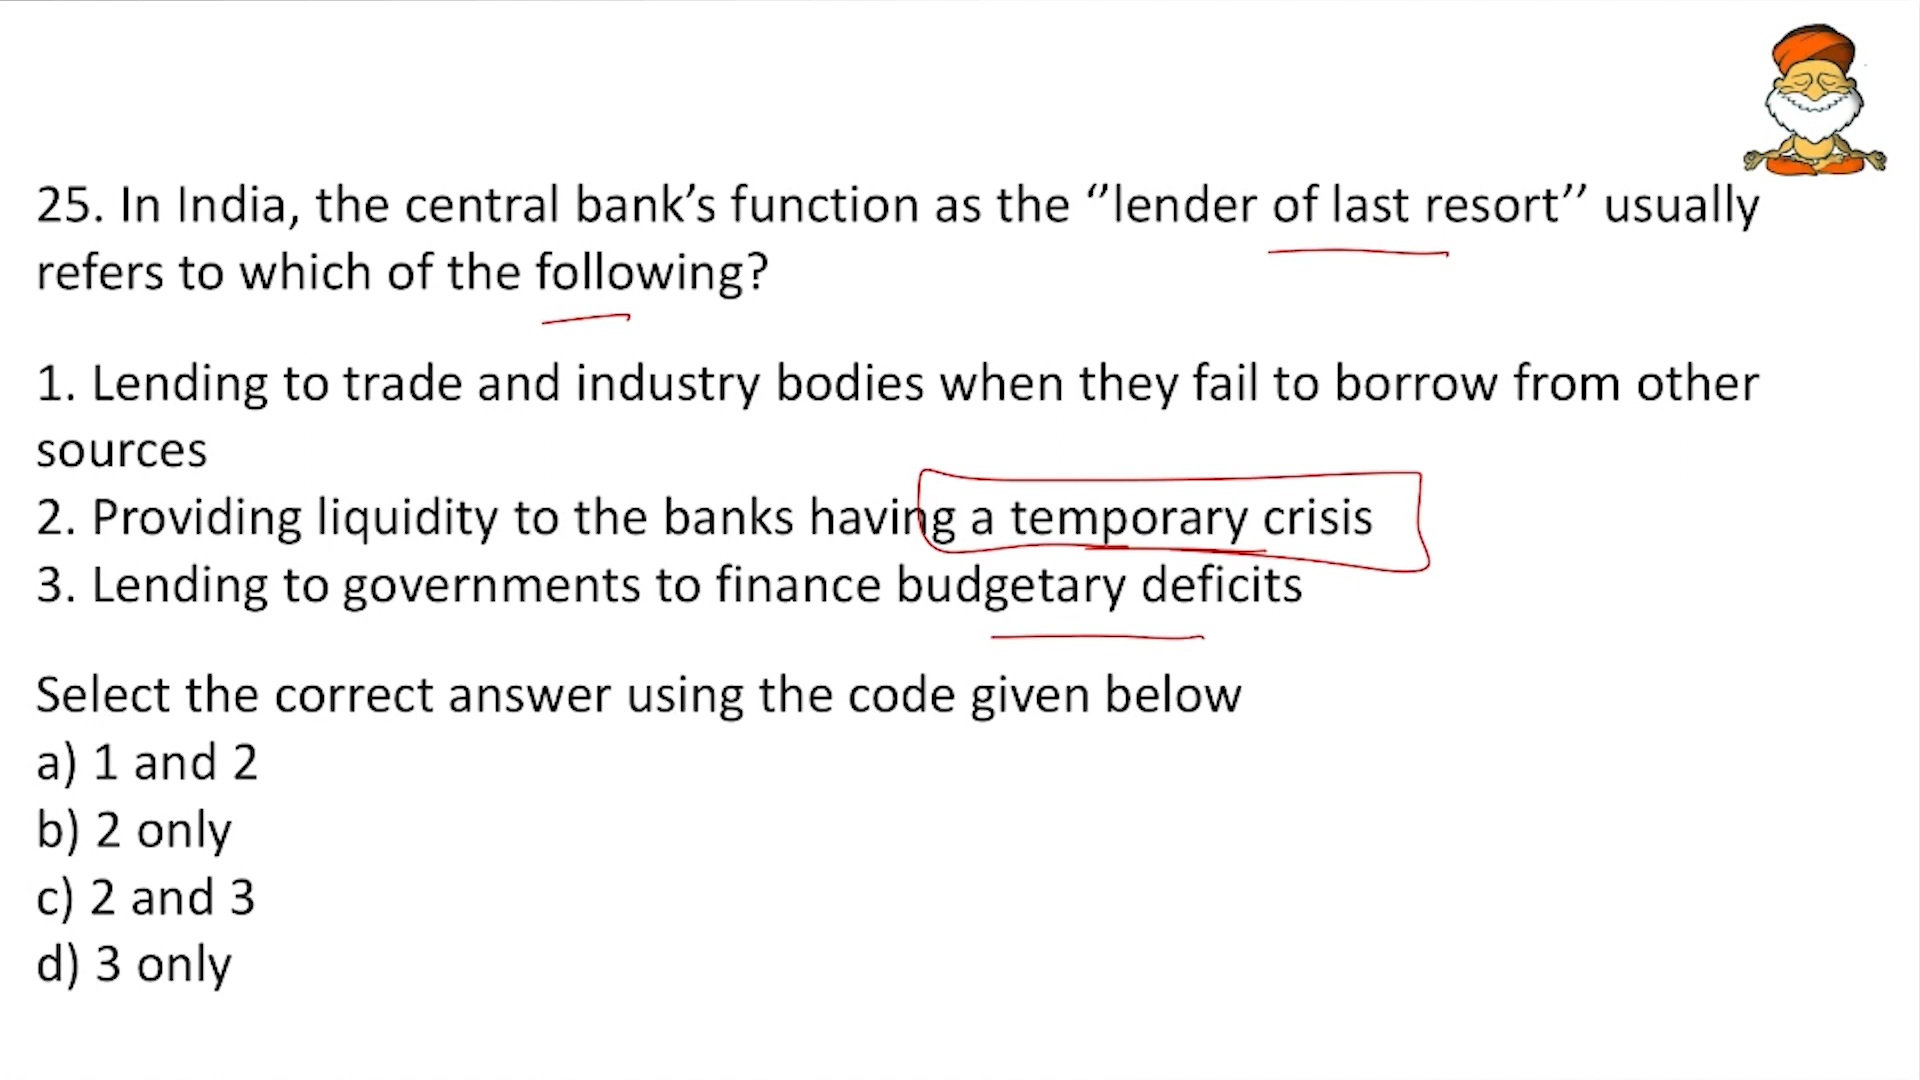 25. In India, the central bank’s function as the ‘’lender of last resort’’ usually
refers to which of the following?
1. Lending to trade and industry bodies when they fail to borrow from other
sources
2. Providing liquidity to the banks having a temporary crisis
3. Lending to governments to finance budgetary deficits
Select the correct answer using the code given below
a) 1 and 2
b) 2 only
c) 2 and 3
d) 3 only